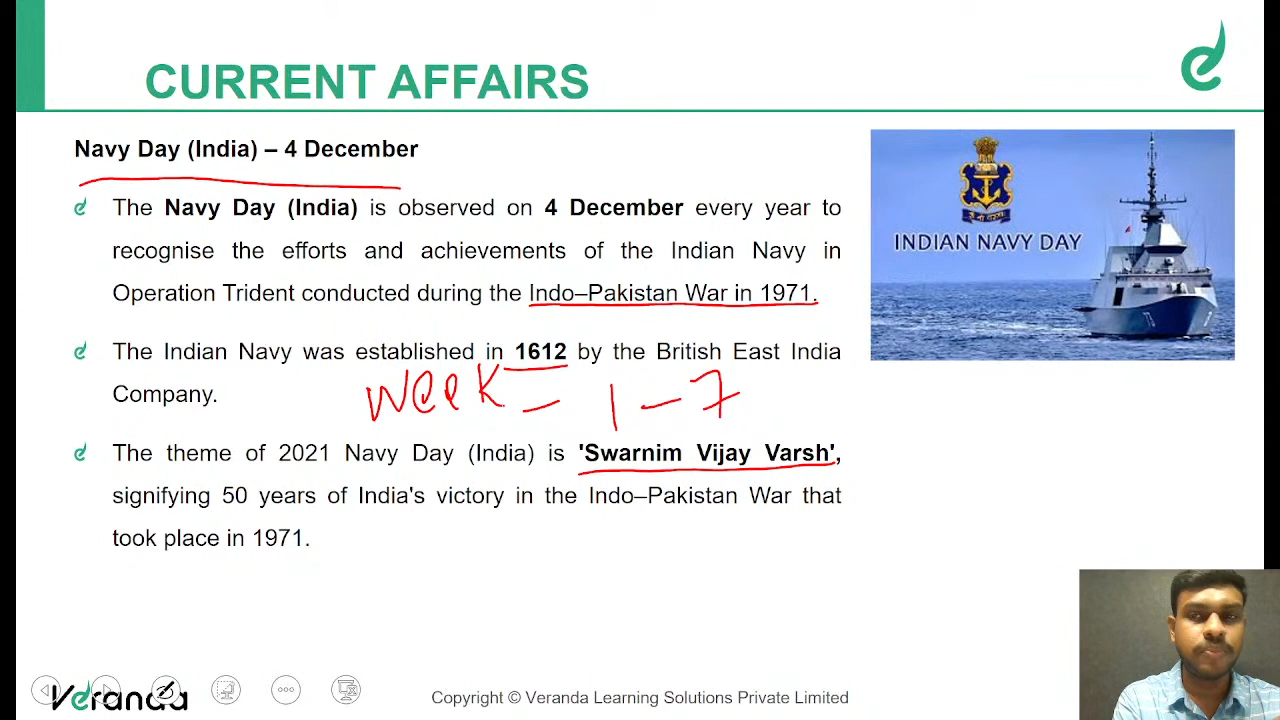 CURRENT AFFAIRS
Navy Day (India) – 4 December
The Navy Day (India) is observed on 4 December every year to
recognise the efforts and achievements of the Indian Navy in
Operation Trident conducted during the Indo–Pakistan War in 1971.
The Indian Navy was established in 1612 by the British East India
Company.
Week – 1 – 7
The theme of 2021 Navy Day (India) is 'Swarnim Vijay Varsh',
signifying 50 years of India's victory in the Indo–Pakistan War that
took place in 1971.
INDIAN NAVY DAY
Veranda
Copyright © Veranda Learning Solutions Private Limited